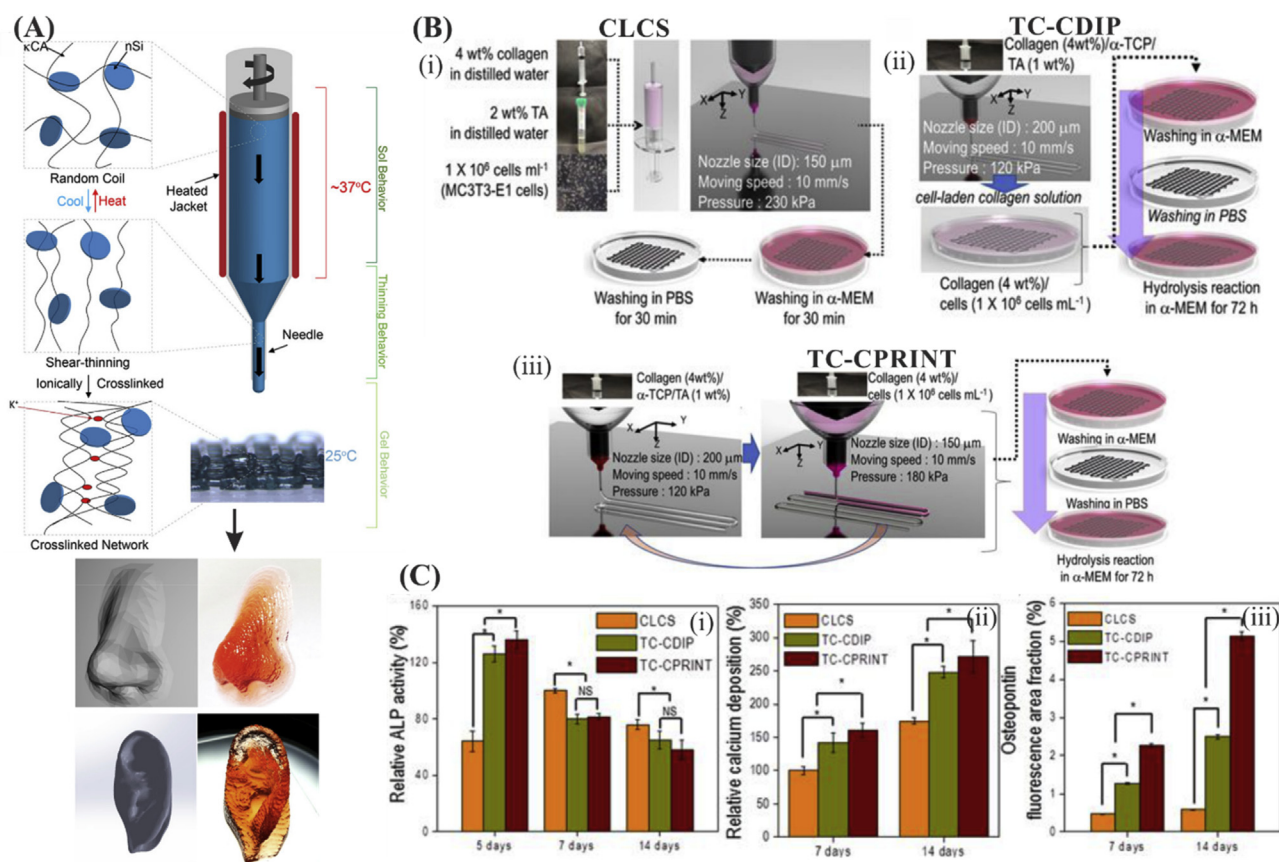 (A)
κCA
nSi
Random Coil
Cool
Heat
Heated
Jacket
~37°C
Sol Behavior
Thinning Behavior
Gel Behavior
Needle
Shear-thinning
Ionically
Crosslinked
K+
25°C
Crosslinked Network
(B)
CLCS
(i)
4 wt% collagen
in distilled water
2 wt% TA
in distilled water
1 X 10⁶ cells ml⁻¹
(MC3T3-E1 cells)
X
Y
Z
Nozzle size (ID): 150 μm
Moving speed : 10 mm/s
Pressure : 230 kPa
Washing in PBS
for 30 min
Washing in α-MEM
for 30 min
TC-CDIP
(ii)
Collagen (4wt%)/α-TCP/
TA (1 wt%)
X
Y
Z
Nozzle size (ID) : 200 μm
Moving speed : 10 mm/s
Pressure : 120 kPa
cell-laden collagen solution
Collagen (4 wt%)/
cells (1 X 10⁶ cells mL⁻¹)
Washing in α-MEM
Washing in PBS
Hydrolysis reaction
in α-MEM for 72 h
TC-CPRINT
(iii)
Collagen (4wt%)/
α-TCP/TA (1 wt%)
X
Y
Z
Nozzle size (ID) : 200 μm
Moving speed : 10 mm/s
Pressure : 120 kPa
Collagen (4 wt%)/
cells (1 X 10⁶ cells mL⁻¹)
X
Y
Z
Nozzle size (ID) : 150 μm
Moving speed : 10 mm/s
Pressure : 180 kPa
Washing in α-MEM
Washing in PBS
Hydrolysis reaction
in α-MEM for 72 h
(C)
(i)
Relative ALP activity (%)
160
120
80
40
0
CLCS
TC-CDIP
TC-CPRINT
*
*
*
NS
*
NS
5 days
7 days
14 days
(ii)
Relative calcium deposition (%)
350
300
250
200
150
100
50
0
CLCS
TC-CDIP
TC-CPRINT
*
*
*
*
7 days
14 days
(iii)
Osteopontin
fluorescence area fraction (%)
6
5
4
3
2
1
0
CLCS
TC-CDIP
TC-CPRINT
*
*
*
*
7 days
14 days